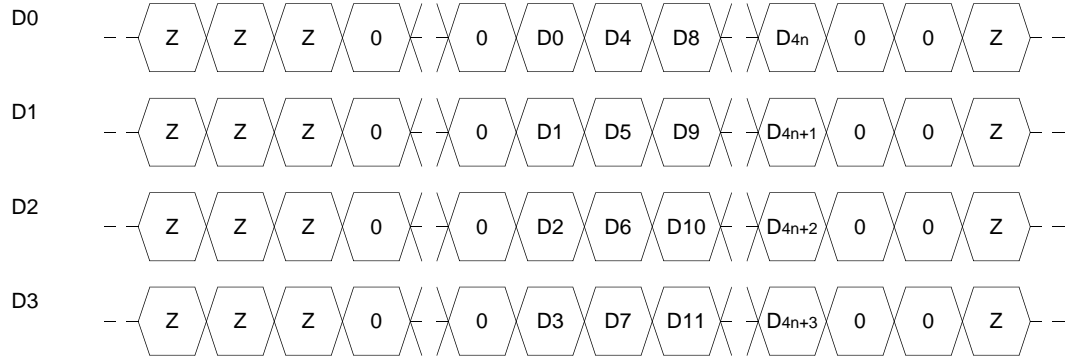 D0
Z Z Z 0 0 D0 D4 D8 D4n 0 0 Z
D1
Z Z Z 0 0 D1 D5 D9 D4n+1 0 0 Z
D2
Z Z Z 0 0 D2 D6 D10 D4n+2 0 0 Z
D3
Z Z Z 0 0 D3 D7 D11 D4n+3 0 0 Z